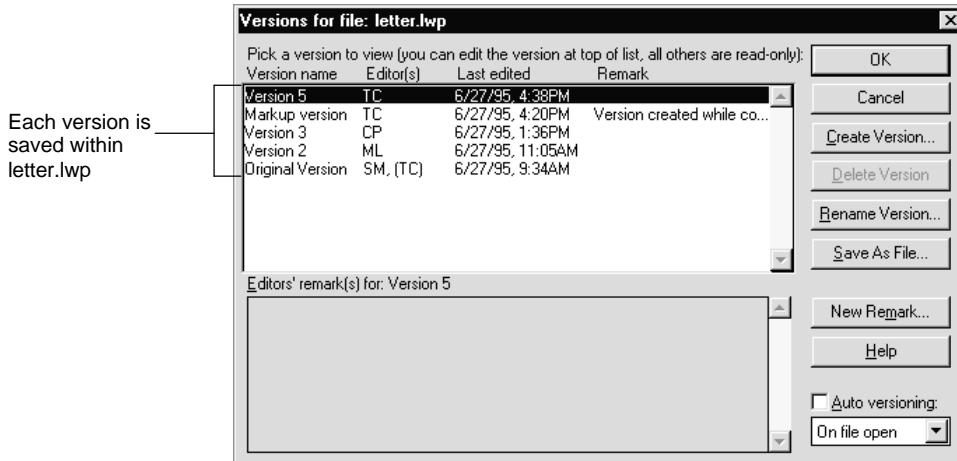 Versions for file: letter.lwp
Pick a version to view (you can edit the version at top of list, all others are read-only):
Version name Editor(s) Last edited Remark
Version 5 TC 6/27/95, 4:38PM
Markup version TC 6/27/95, 4:20PM Version created while co...
Version 3 CP 6/27/95, 1:36PM
Version 2 ML 6/27/95, 11:05AM
Original Version SM, (TC) 6/27/95, 9:34AM
Each version is
saved within
letter.lwp
Editors' remark(s) for: Version 5
OK
Cancel
Create Version...
Delete Version
Rename Version...
Save As File...
New Remark...
Help
Auto versioning:
On file open